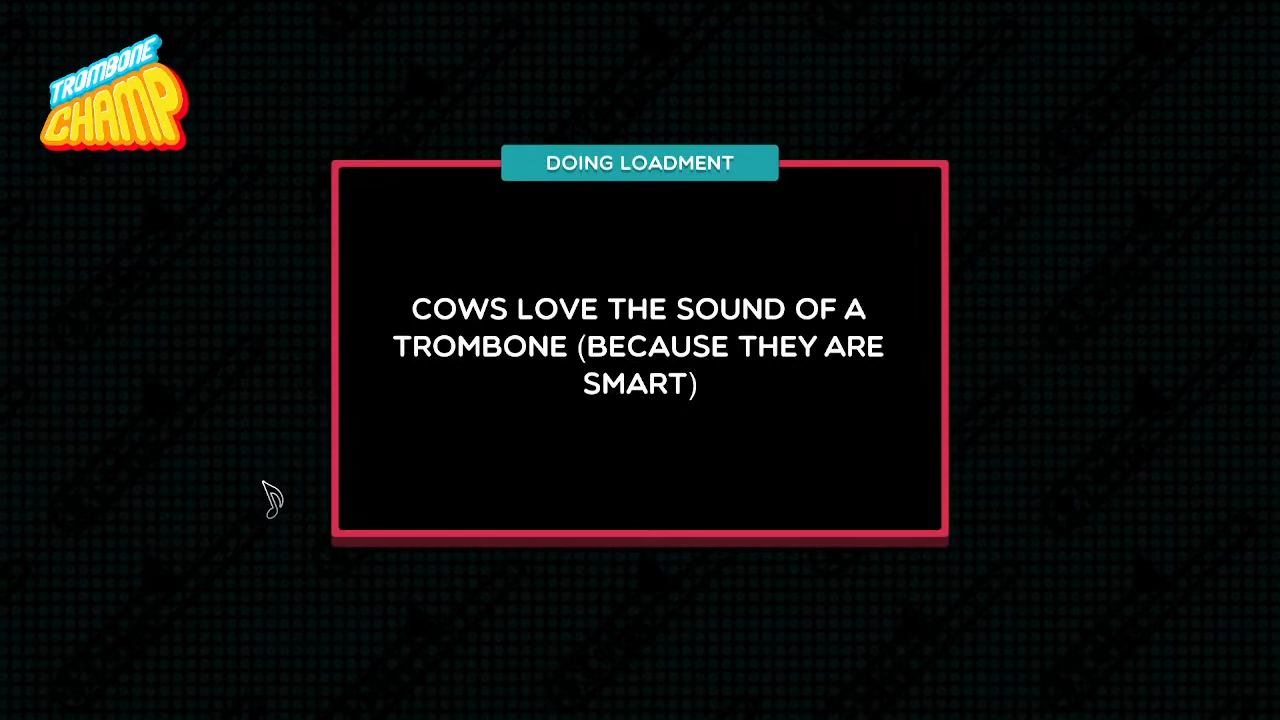 TROMBONE
CHAMP
DOING LOADMENT
COWS LOVE THE SOUND OF A
TROMBONE (BECAUSE THEY ARE
SMART)